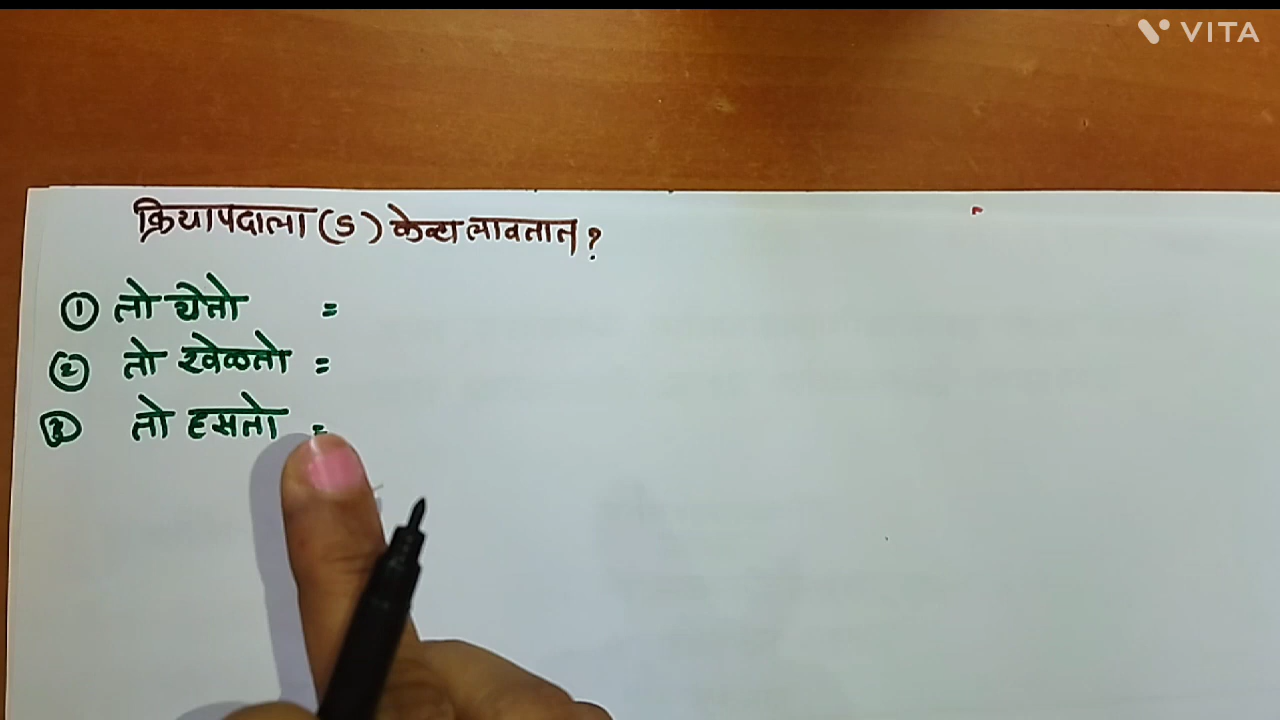 VITA
क्रियापदाला (s) केव्हा लावतात?
① तो येतो =
② तो खेळतो =
③ तो हसतो =